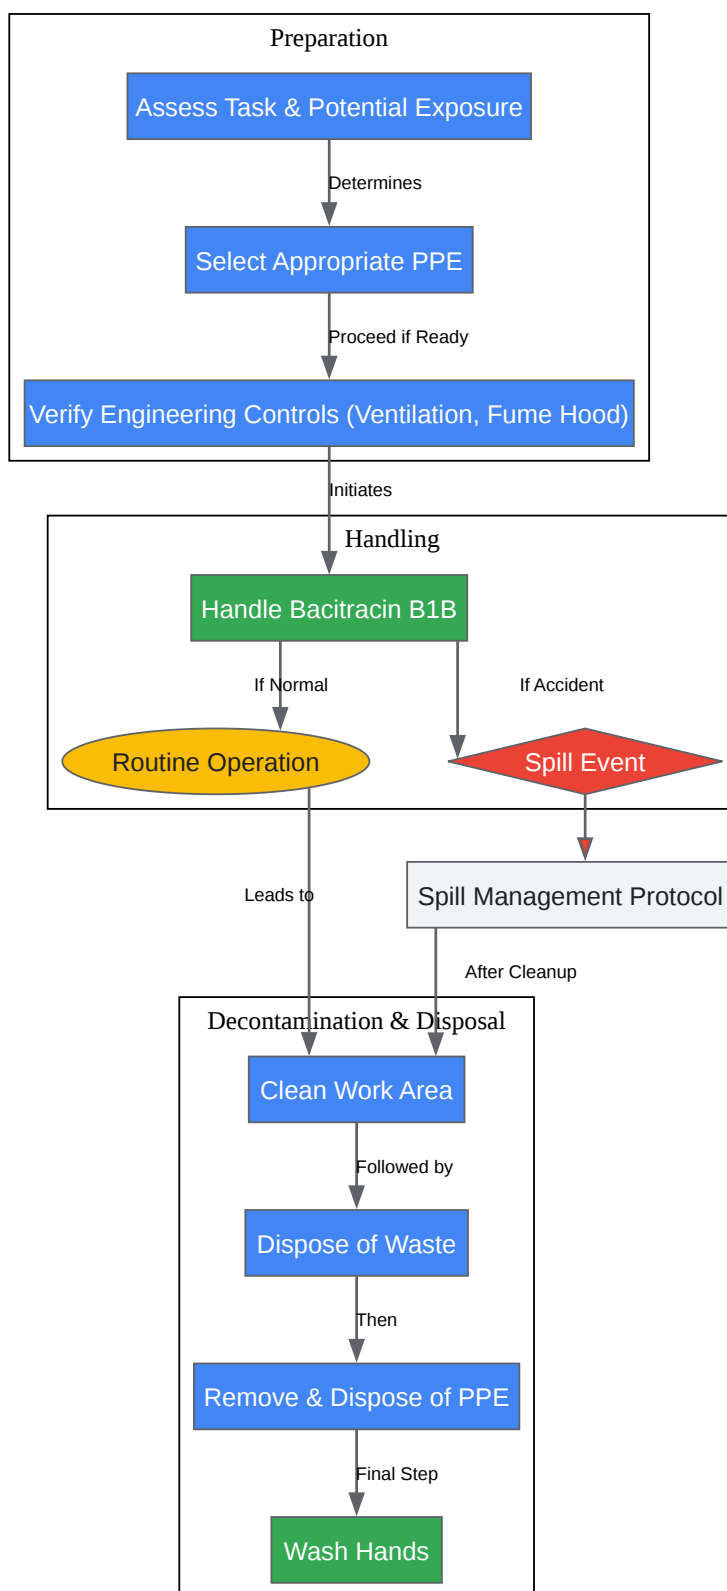 Preparation
Assess Task & Potential Exposure
Determines
Select Appropriate PPE
Proceed if Ready
Verify Engineering Controls (Ventilation, Fume Hood)
Initiates
Handling
Handle Bacitracin B1B
If Normal
If Accident
Routine Operation
Spill Event
Leads to
Spill Management Protocol
After Cleanup
Decontamination & Disposal
Clean Work Area
Followed by
Dispose of Waste
Then
Remove & Dispose of PPE
Final Step
Wash Hands